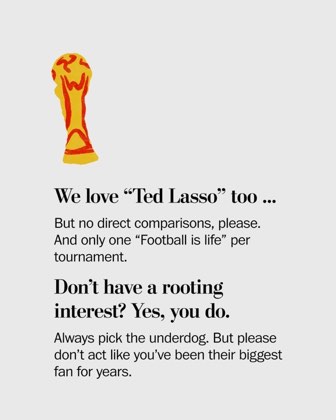 We love “Ted Lasso” too ...
But no direct comparisons, please.
And only one “Football is life” per
tournament.
Don’t have a rooting
interest? Yes, you do.
Always pick the underdog. But please
don’t act like you’ve been their biggest
fan for years.